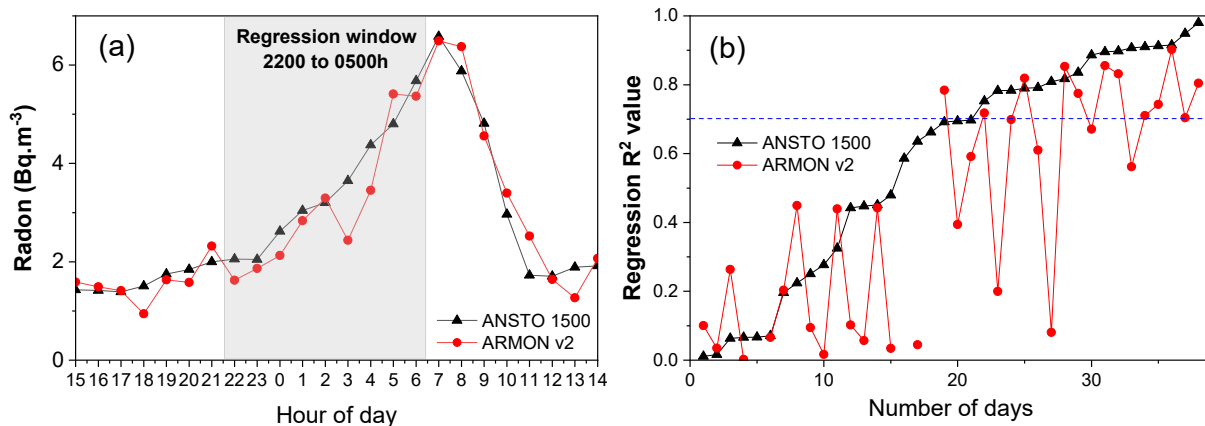 (a)
Regression window
2200 to 0500h
Radon (Bq.m⁻³)
6
4
2
0
ANSTO 1500
ARMON v2
15 16 17 18 19 20 21 22 23 0 1 2 3 4 5 6 7 8 9 10 11 12 13 14
Hour of day
(b)
Regression R² value
1.0
0.8
0.6
0.4
0.2
0.0
ANSTO 1500
ARMON v2
0 10 20 30
Number of days